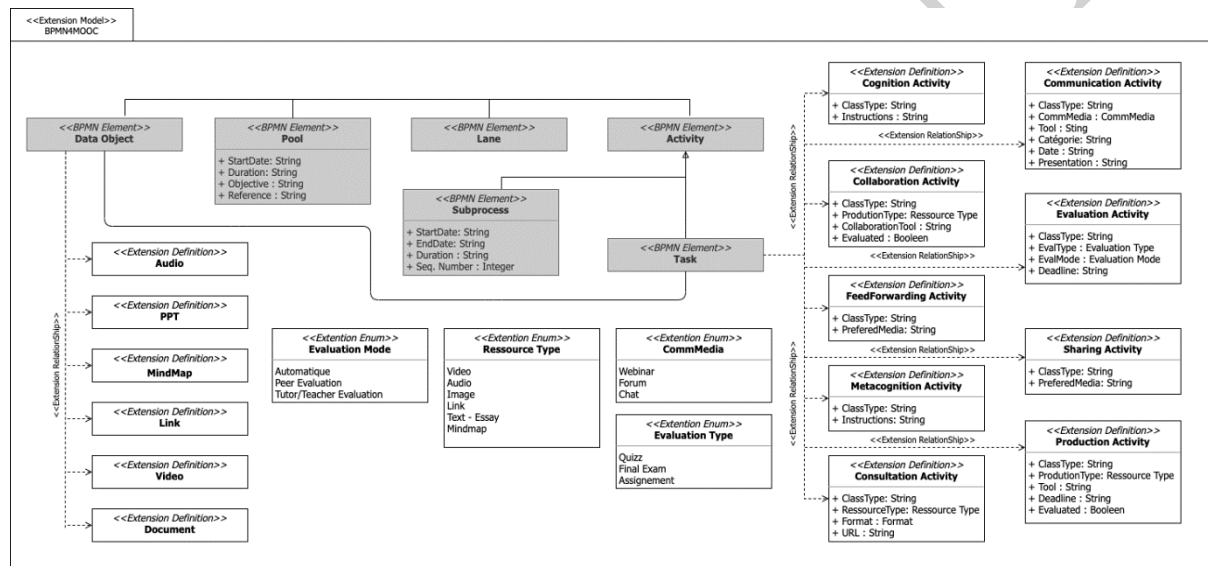 <<Extension Model>>
BPMN4MOOC
<<BPMN Element>>
Data Object
<<BPMN Element>>
Pool
+ StartDate: String
+ Duration: String
+ Objective : String
+ Reference : String
<<BPMN Element>>
Lane
<<BPMN Element>>
Activity
<<BPMN Element>>
Subprocess
+ StartDate: String
+ EndDate: String
+ Duration : String
+ Seq. Number : Integer
<<BPMN Element>>
Task
<<Extension RelationShip>>
<<Extension Definition>>
Audio
<<Extension Definition>>
PPT
<<Extension Definition>>
MindMap
<<Extension Definition>>
Link
<<Extension Definition>>
Video
<<Extension Definition>>
Document
<<Extention Enum>>
Evaluation Mode
Automatique
Peer Evaluation
Tutor/Teacher Evaluation
<<Extention Enum>>
Ressource Type
Video
Audio
Image
Link
Text - Essay
Mindmap
<<Extention Enum>>
CommMedia
Webinar
Forum
Chat
<<Extention Enum>>
Evaluation Type
Quizz
Final Exam
Assignement
<<Extension RelationShip>>
<<Extension RelationShip>>
<<Extension Definition>>
Cognition Activity
+ ClassType: String
+ Instructions : String
<<Extension RelationShip>>
<<Extension Definition>>
Communication Activity
+ ClassType: String
+ CommMedia : CommMedia
+ Tool : String
+ Catégorie: String
+ Date : String
+ Presentation : String
<<Extension Definition>>
Collaboration Activity
+ ClassType: String
+ ProdutionType: Ressource Type
+ CollaborationTool : String
+ Evaluated : Booleen
<<Extension RelationShip>>
<<Extension Definition>>
Evaluation Activity
+ ClassType: String
+ EvalType : Evaluation Type
+ EvalMode : Evaluation Mode
+ Deadline: String
<<Extension Definition>>
FeedForwarding Activity
+ ClassType: String
+ PreferedMedia: String
<<Extension RelationShip>>
<<Extension Definition>>
Sharing Activity
+ ClassType: String
+ PreferedMedia: String
<<Extension Definition>>
Metacognition Activity
+ ClassType: String
+ Instructions: String
<<Extension RelationShip>>
<<Extension Definition>>
Production Activity
+ ClassType: String
+ ProdutionType: Ressource Type
+ Tool : String
+ Deadline : String
+ Evaluated : Booleen
<<Extension Definition>>
Consultation Activity
+ ClassType: String
+ RessourceType: Ressource Type
+ Format : Format
+ URL : String